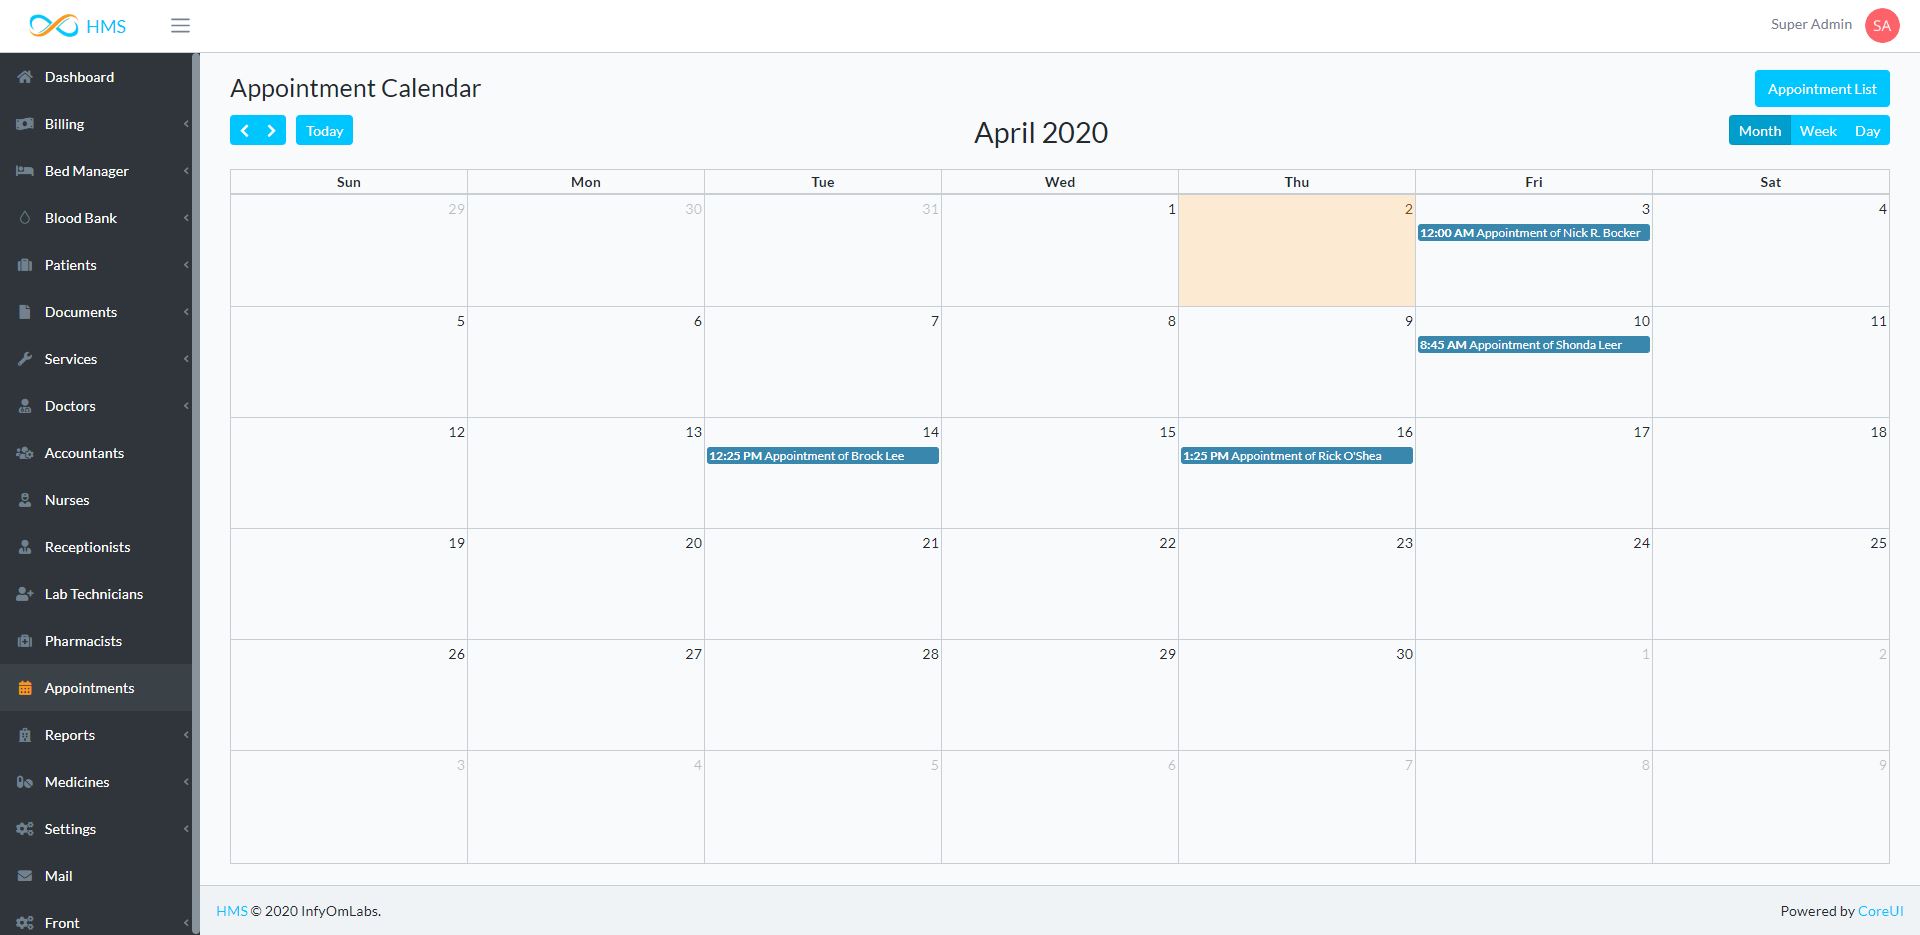 HMS
Super Admin
SA
Dashboard
Billing
Bed Manager
Blood Bank
Patients
Documents
Services
Doctors
Accountants
Nurses
Receptionists
Lab Technicians
Pharmacists
Appointments
Reports
Medicines
Settings
Mail
Front
Appointment Calendar
Appointment List
Today
April 2020
Month Week Day
Sun Mon Tue Wed Thu Fri Sat
29 30 31 1 2 3 4
12:00 AM Appointment of Nick R. Bocker
5 6 7 8 9 10 11
8:45 AM Appointment of Shonda Leer
12 13 14 15 16 17 18
12:25 PM Appointment of Brock Lee
1:25 PM Appointment of Rick O'Shea
19 20 21 22 23 24 25
26 27 28 29 30 1 2
3 4 5 6 7 8 9
HMS © 2020 InfyOmLabs.
Powered by CoreUI